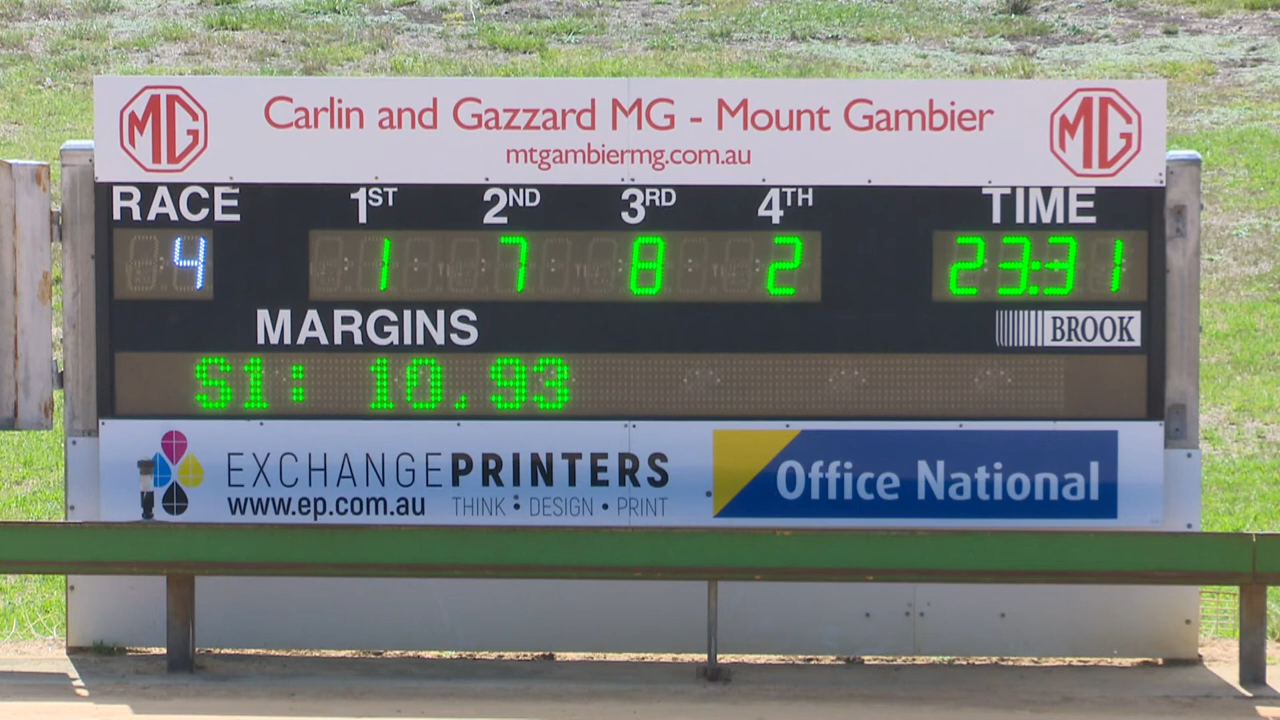 MG Carlin and Gazzard MG - Mount Gambier MG
mtgambiermg.com.au
RACE 1ST 2ND 3RD 4TH TIME
4 1 7 8 2 23:31
MARGINS BROOK
S1: 10.93
EXCHANGEPRINTERS Office National
www.ep.com.au THINK • DESIGN • PRINT